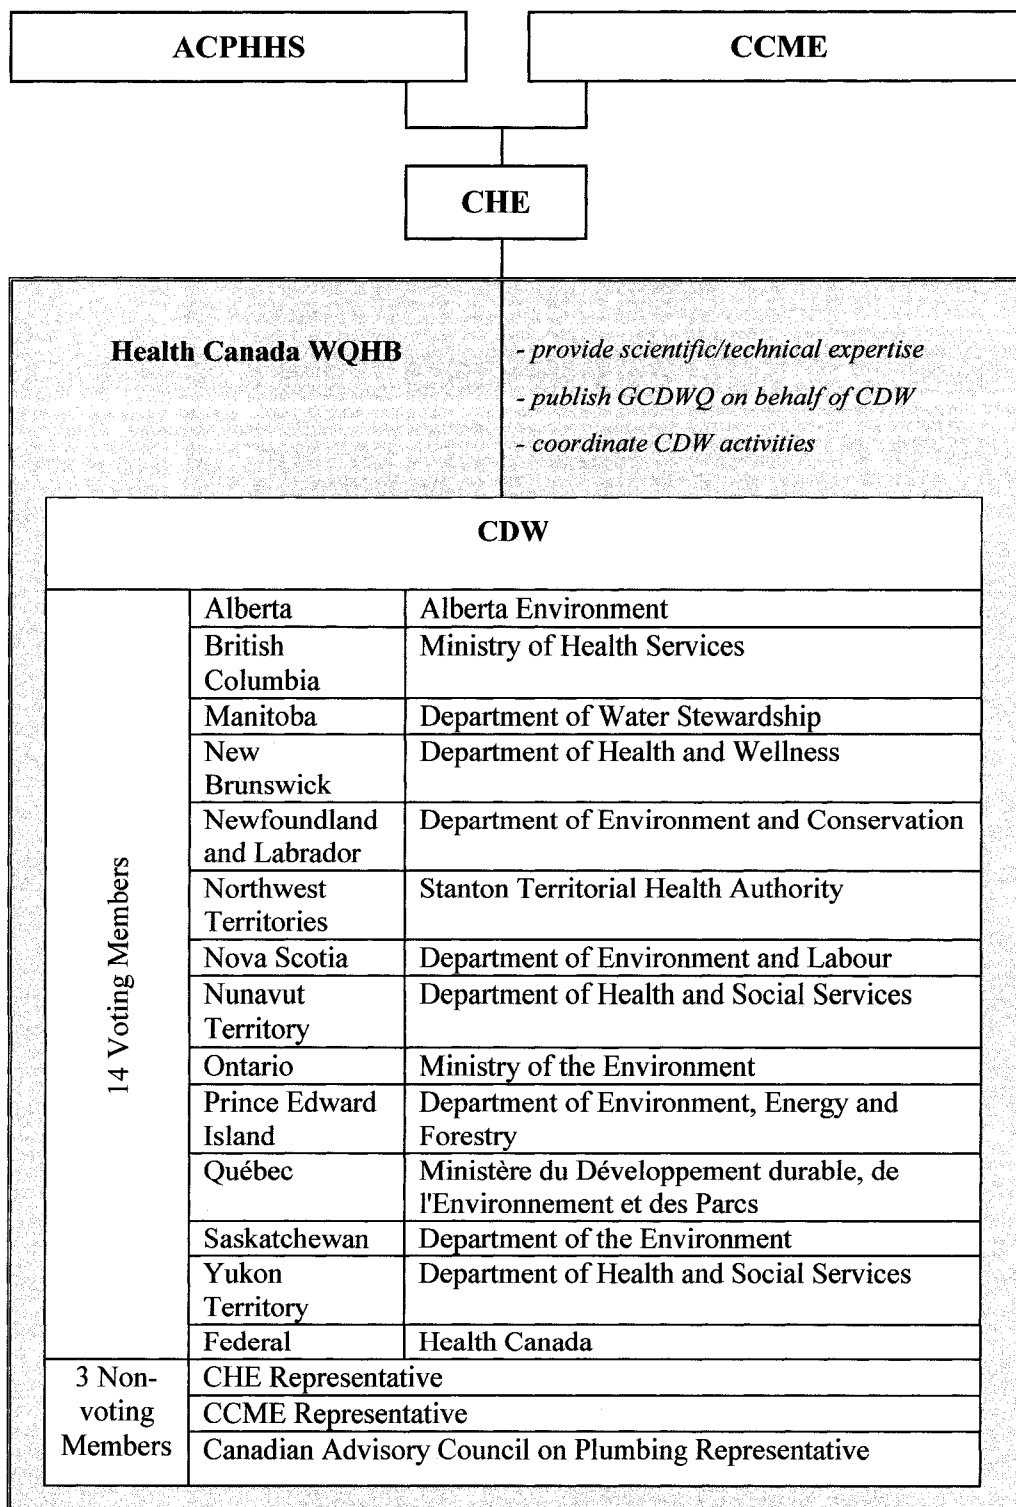 ACPHHS
CCME
CHE
Health Canada WQHB
- provide scientific/technical expertise
- publish GCDWQ on behalf of CDW
- coordinate CDW activities
CDW
14 Voting Members
Alberta
Alberta Environment
British
Columbia
Ministry of Health Services
Manitoba
Department of Water Stewardship
New
Brunswick
Department of Health and Wellness
Newfoundland
and Labrador
Department of Environment and Conservation
Northwest
Territories
Stanton Territorial Health Authority
Nova Scotia
Department of Environment and Labour
Nunavut
Territory
Department of Health and Social Services
Ontario
Ministry of the Environment
Prince Edward
Island
Department of Environment, Energy and
Forestry
Québec
Ministère du Développement durable, de
l'Environnement et des Parcs
Saskatchewan
Department of the Environment
Yukon
Territory
Department of Health and Social Services
Federal
Health Canada
3 Non-
voting
Members
CHE Representative
CCME Representative
Canadian Advisory Council on Plumbing Representative